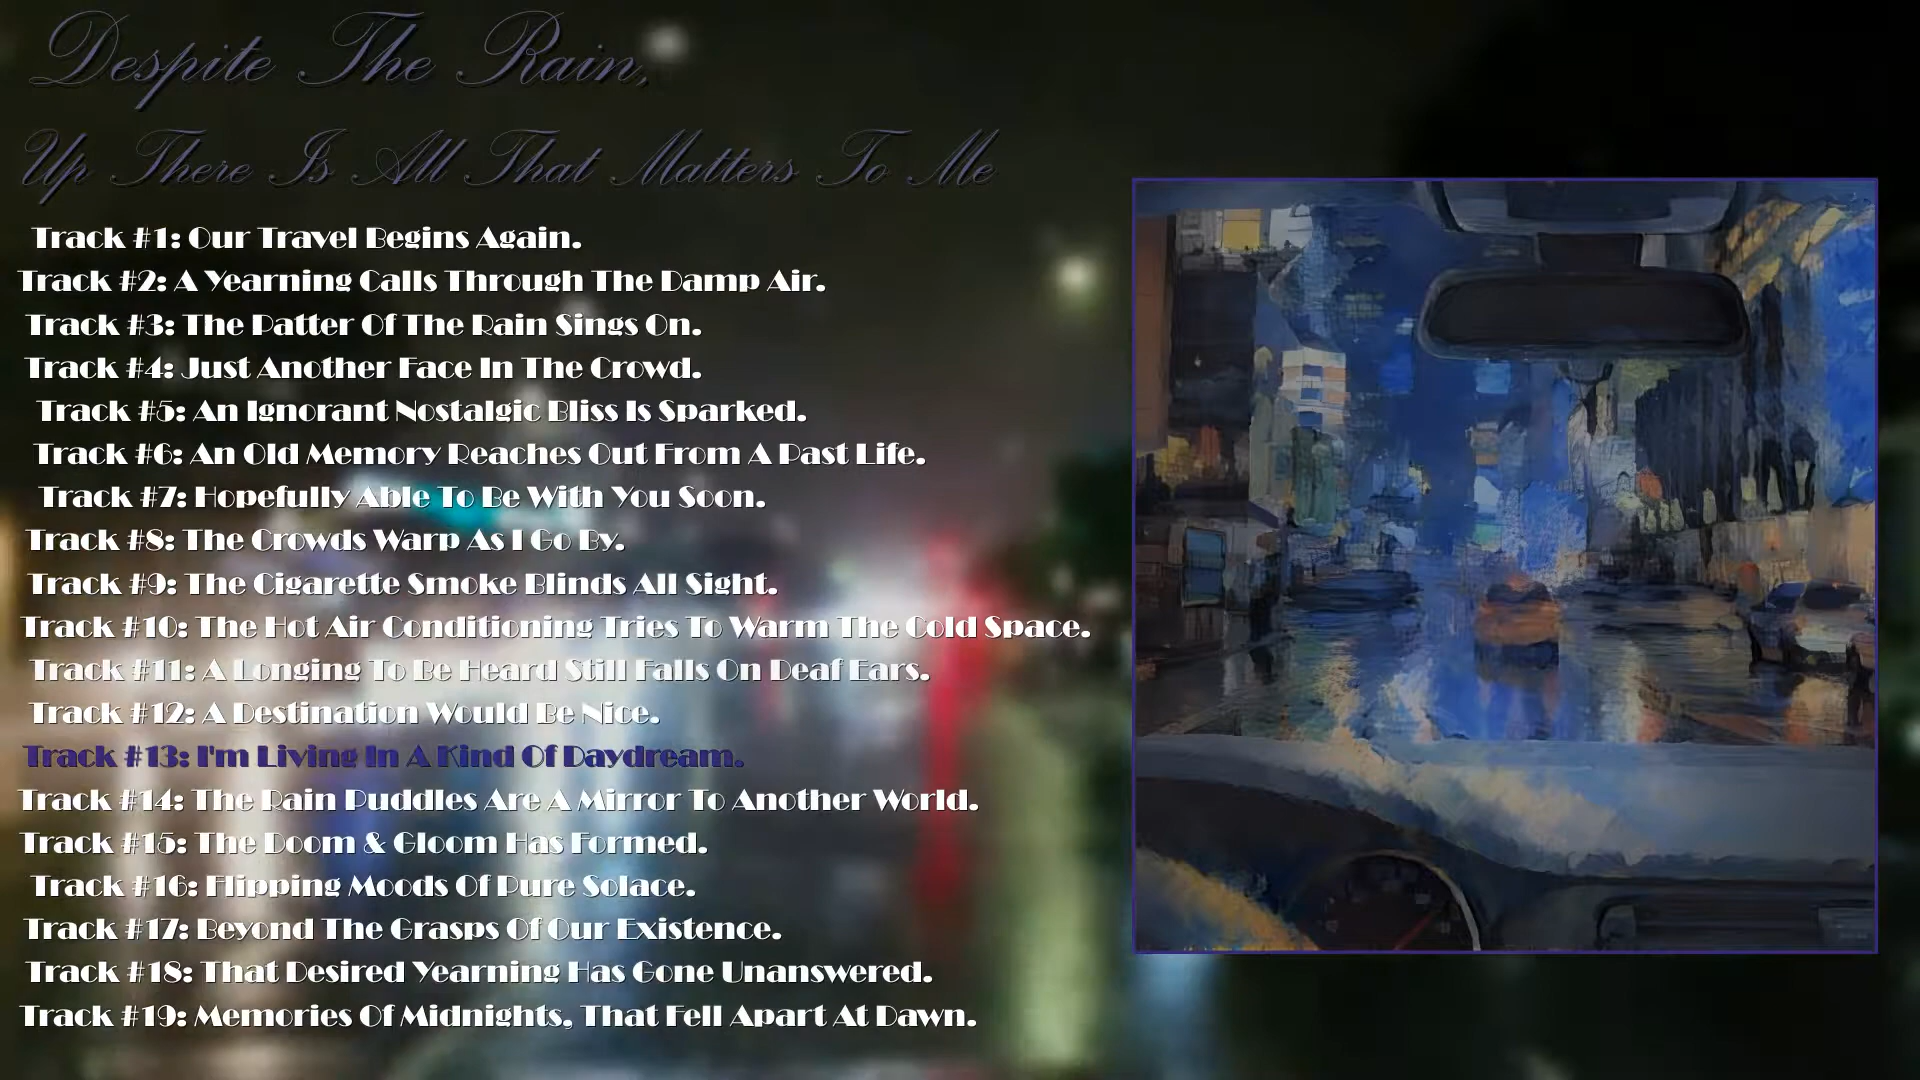 Despite The Rain,
Up There Is All That Matters To Me
Track #1: Our Travel Begins Again.
Track #2: A Yearning Calls Through The Damp Air.
Track #3: The Patter Of The Rain Sings On.
Track #4: Just Another Face In The Crowd.
Track #5: An Ignorant Nostalgic Bliss Is Sparked.
Track #6: An Old Memory Reaches Out From A Past Life.
Track #7: Hopefully Able To Be With You Soon.
Track #8: The Crowds Warp As I Go By.
Track #9: The Cigarette Smoke Blinds All Sight.
Track #10: The Hot Air Conditioning Tries To Warm The Cold Space.
Track #11: A Longing To Be Heard Still Falls On Deaf Ears.
Track #12: A Destination Would Be Nice.
Track #13: I'm Living In A Kind Of Daydream.
Track #14: The Rain Puddles Are A Mirror To Another World.
Track #15: The Doom & Gloom Has Formed.
Track #16: Flipping Moods Of Pure Solace.
Track #17: Beyond The Grasps Of Our Existence.
Track #18: That Desired Yearning Has Gone Unanswered.
Track #19: Memories Of Midnights, That Fell Apart At Dawn.